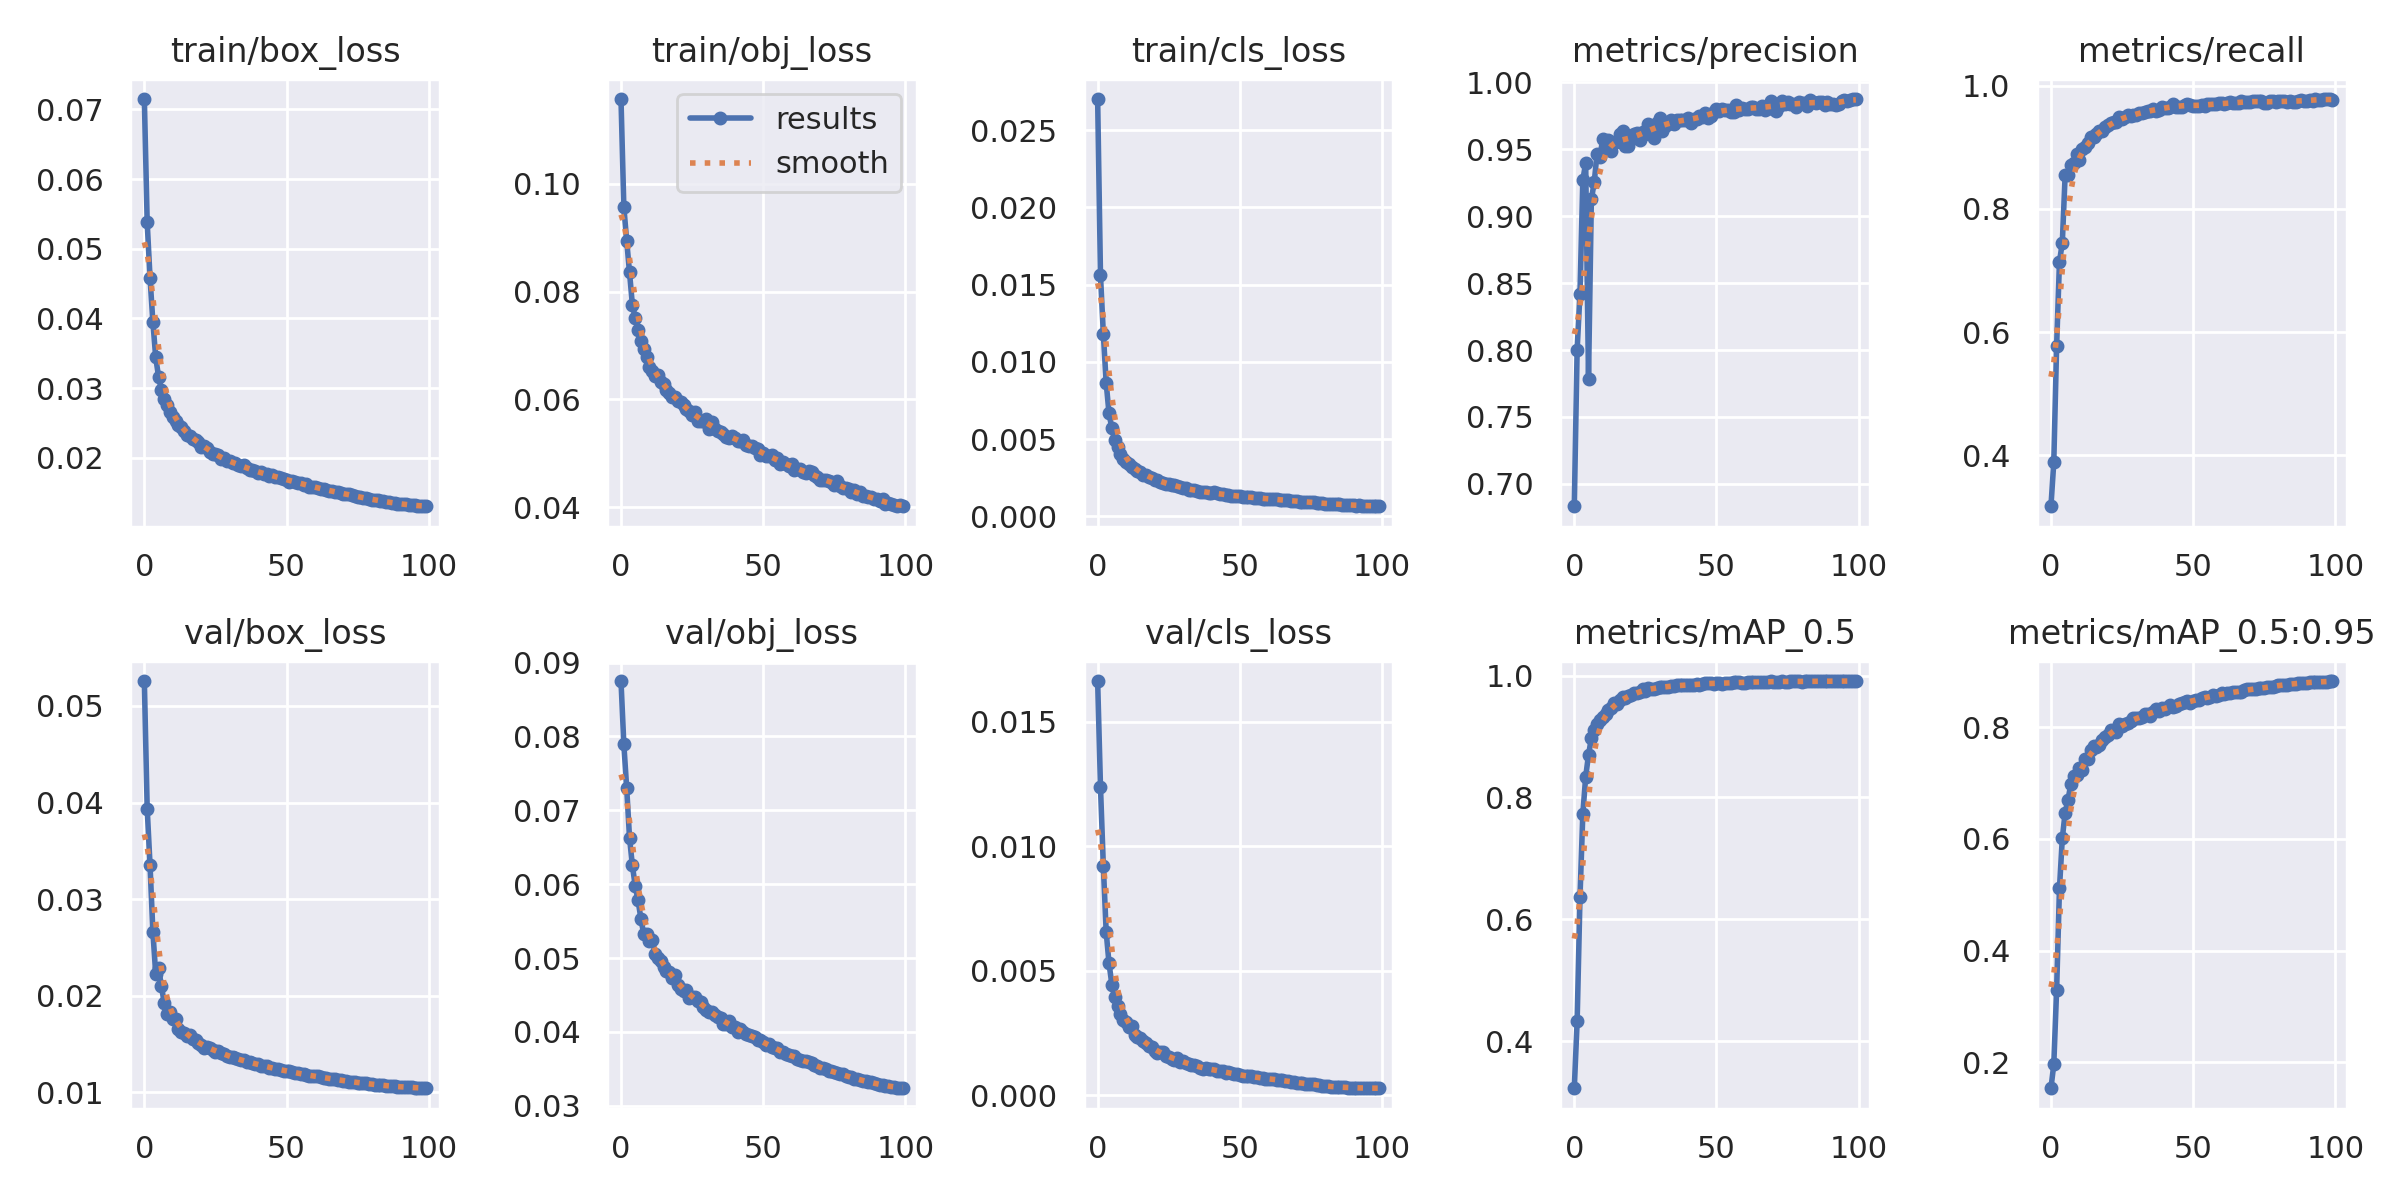 train/box_loss
0.07
0.06
0.05
0.04
0.03
0.02
0 50 100
train/obj_loss
results
smooth
0.10
0.08
0.06
0.04
0 50 100
train/cls_loss
0.025
0.020
0.015
0.010
0.005
0.000
0 50 100
metrics/precision
1.00
0.95
0.90
0.85
0.80
0.75
0.70
0 50 100
metrics/recall
1.0
0.8
0.6
0.4
0 50 100
val/box_loss
0.05
0.04
0.03
0.02
0.01
0 50 100
val/obj_loss
0.09
0.08
0.07
0.06
0.05
0.04
0.03
0 50 100
val/cls_loss
0.015
0.010
0.005
0.000
0 50 100
metrics/mAP_0.5
1.0
0.8
0.6
0.4
0 50 100
metrics/mAP_0.5:0.95
0.8
0.6
0.4
0.2
0 50 100